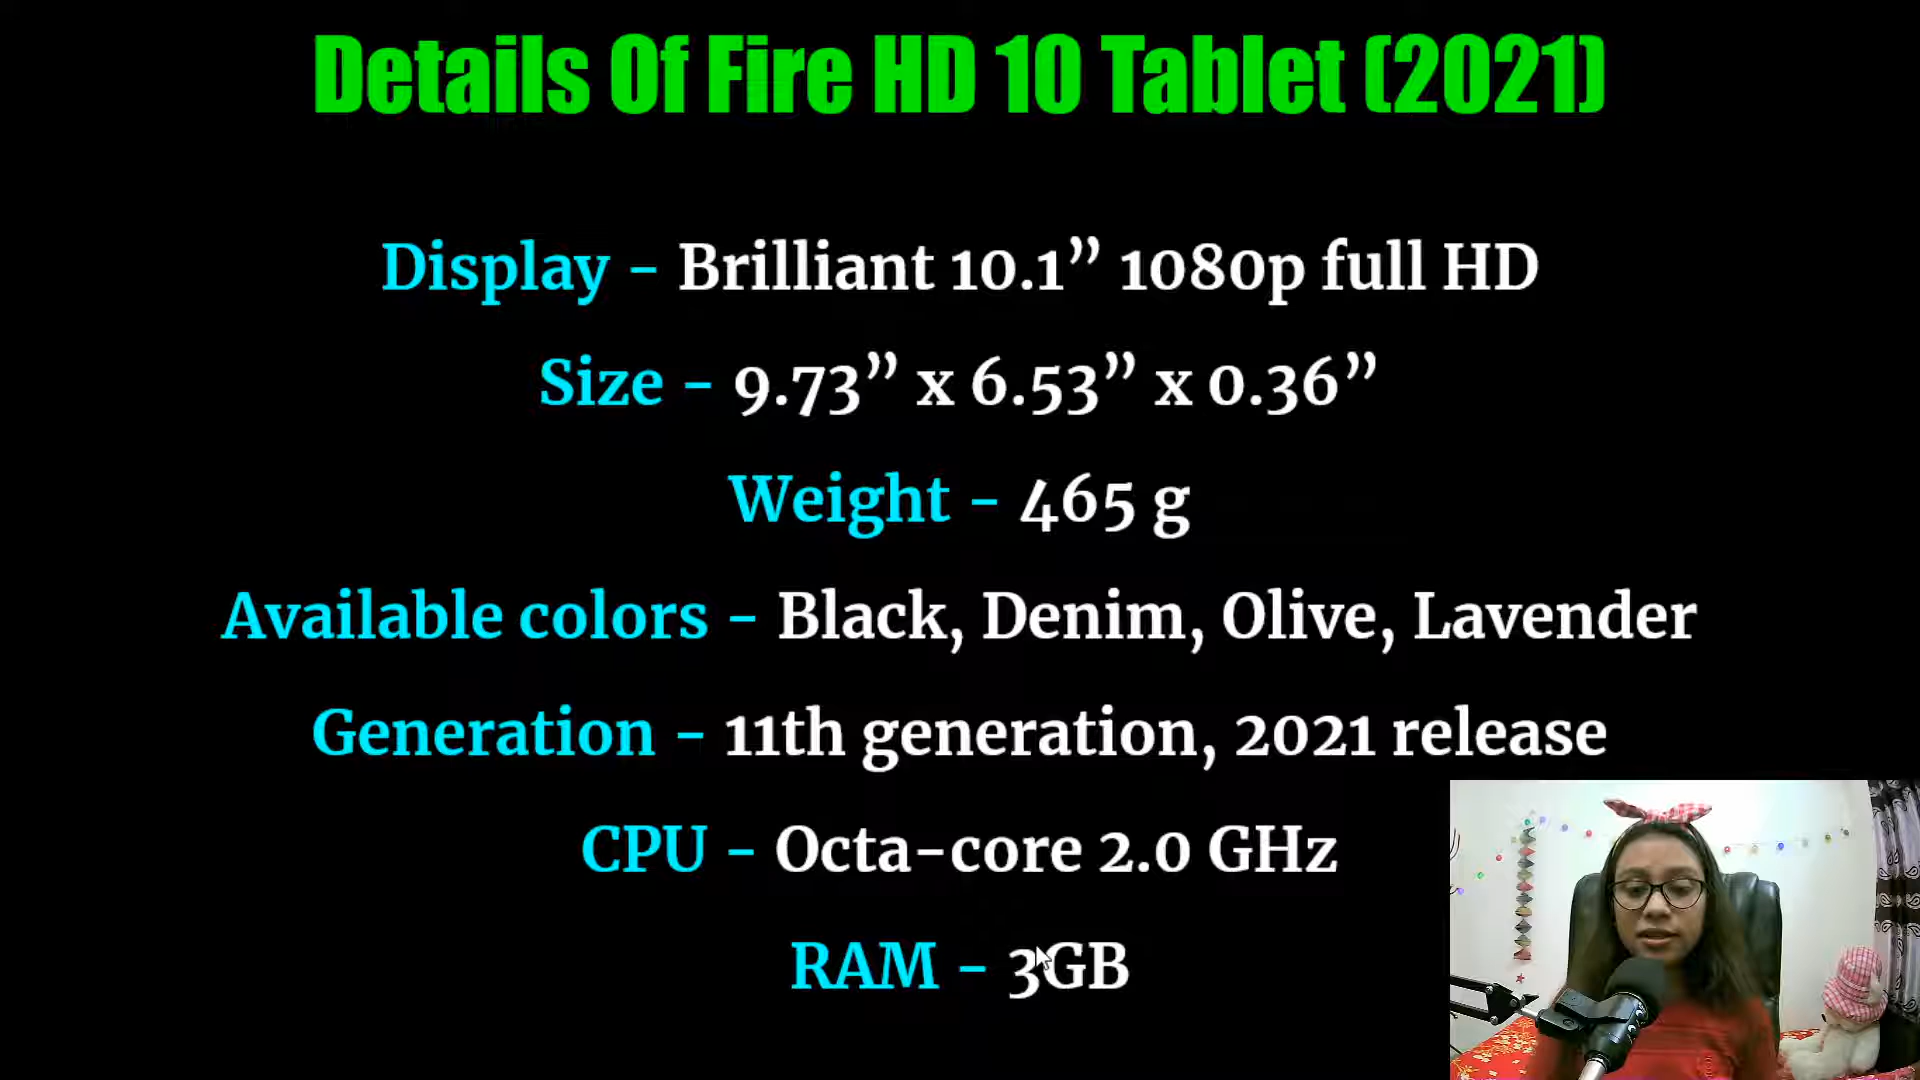 Details Of Fire HD 10 Tablet (2021)
Display - Brilliant 10.1” 1080p full HD
Size - 9.73” x 6.53” x 0.36”
Weight - 465 g
Available colors - Black, Denim, Olive, Lavender
Generation - 11th generation, 2021 release
CPU - Octa-core 2.0 GHz
RAM - 3GB